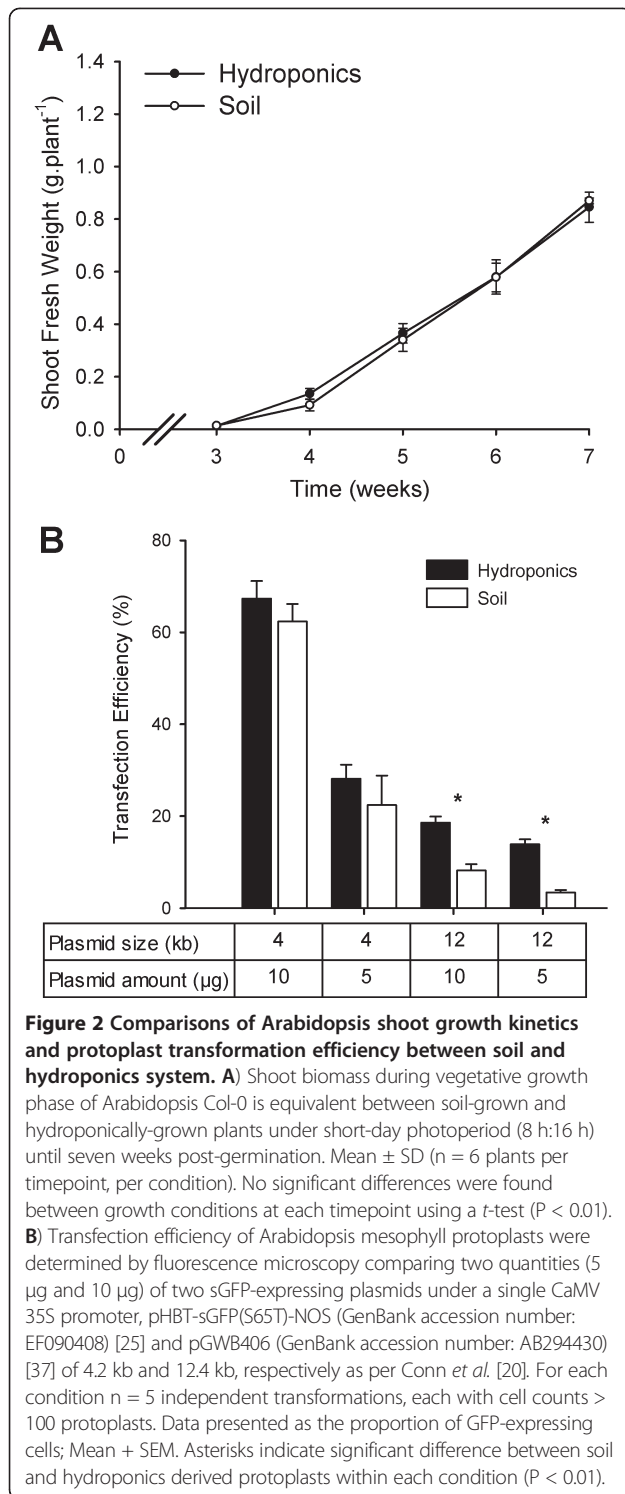 A
1.4
1.2
1.0
0.8
0.6
0.4
0.2
0.0
Shoot Fresh Weight (g.plant⁻¹)
Hydroponics
Soil
0 3 4 5 6 7
Time (weeks)
B
80
60
40
20
0
Transfection Efficiency (%)
Hydroponics
Soil
* *
Plasmid size (kb) 4 4 12 12
Plasmid amount (µg) 10 5 10 5
Figure 2 Comparisons of Arabidopsis shoot growth kinetics
and protoplast transformation efficiency between soil and
hydroponics system. A) Shoot biomass during vegetative growth
phase of Arabidopsis Col-0 is equivalent between soil-grown and
hydroponically-grown plants under short-day photoperiod (8 h:16 h)
until seven weeks post-germination. Mean ± SD (n = 6 plants per
timepoint, per condition). No significant differences were found
between growth conditions at each timepoint using a t-test (P < 0.01).
B) Transfection efficiency of Arabidopsis mesophyll protoplasts were
determined by fluorescence microscopy comparing two quantities (5
µg and 10 µg) of two sGFP-expressing plasmids under a single CaMV
35S promoter, pHBT-sGFP(S65T)-NOS (GenBank accession number:
EF090408) [25] and pGWB406 (GenBank accession number: AB294430)
[37] of 4.2 kb and 12.4 kb, respectively as per Conn et al. [20]. For each
condition n = 5 independent transformations, each with cell counts >
100 protoplasts. Data presented as the proportion of GFP-expressing
cells; Mean + SEM. Asterisks indicate significant difference between soil
and hydroponics derived protoplasts within each condition (P < 0.01).